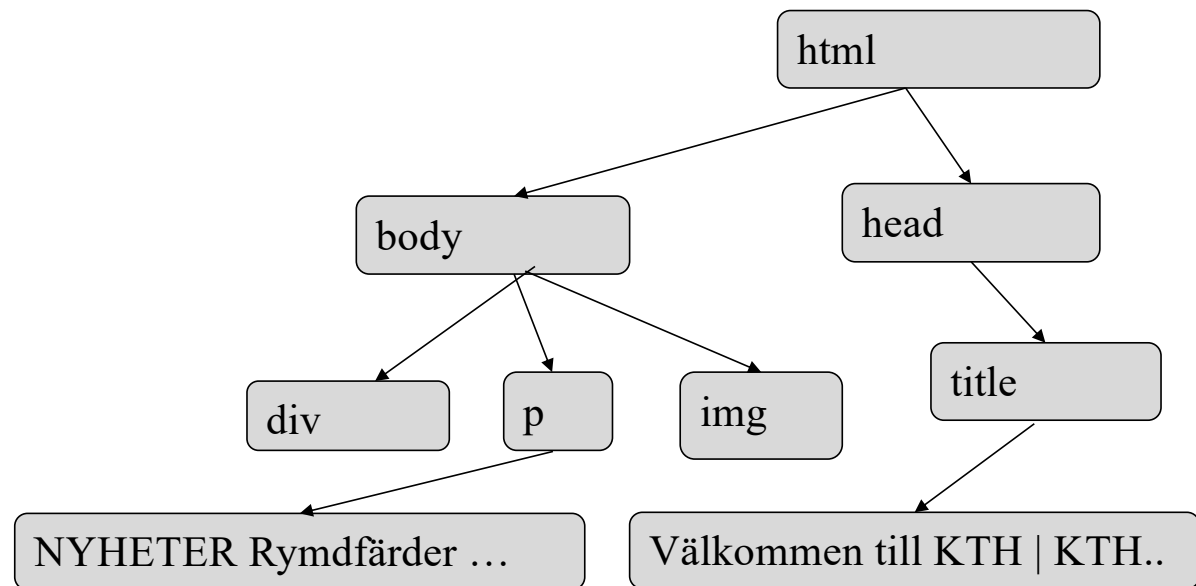 html
body
head
div
p
img
title
NYHETER Rymdfärder …
Välkommen till KTH | KTH..